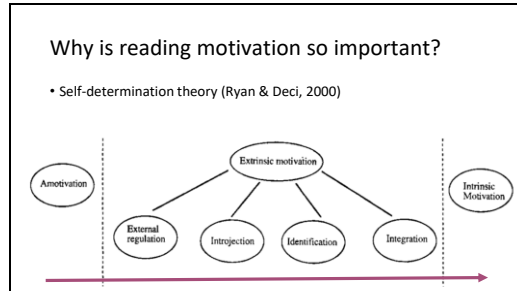 Why is reading motivation so important?
• Self-determination theory (Ryan & Deci, 2000)
Extrinsic motivation
Amotivation
Intrinsic
Motivation
External
regulation
Introjection
Identification
Integration